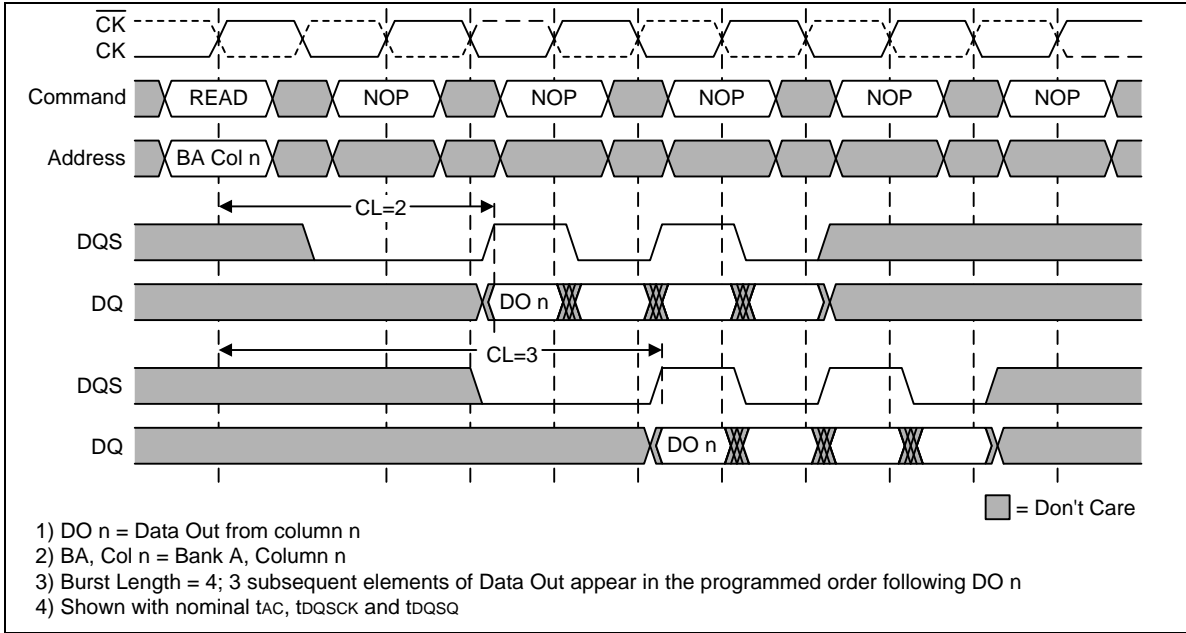 CK
CK
Command READ NOP NOP NOP NOP NOP
Address BA Col n
CL=2
DQS
DQ DO n
CL=3
DQS
DQ DO n
= Don't Care
1) DO n = Data Out from column n
2) BA, Col n = Bank A, Column n
3) Burst Length = 4; 3 subsequent elements of Data Out appear in the programmed order following DO n
4) Shown with nominal tAC, tDQSCK and tDQSQ